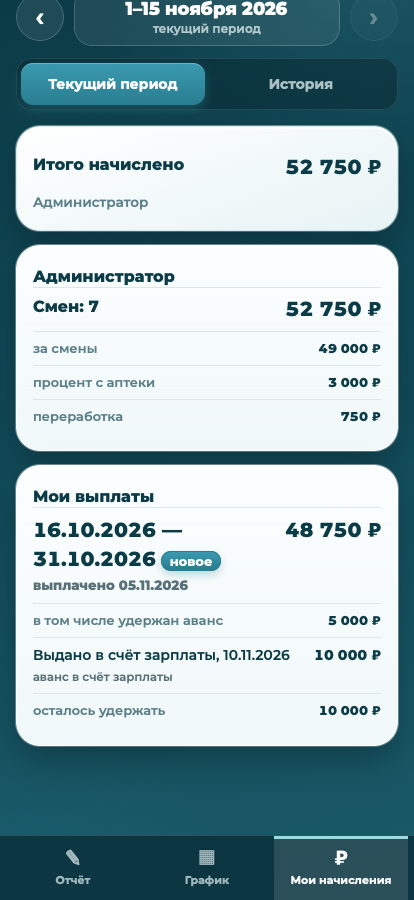 1–15 ноября 2026
текущий период
Текущий период
История
Итого начислено 52 750 ₽
Администратор
Администратор
Смен: 7 52 750 ₽
за смены 49 000 ₽
процент с аптеки 3 000 ₽
переработка 750 ₽
Мои выплаты
16.10.2026 — 48 750 ₽
31.10.2026 новое
выплачено 05.11.2026
в том числе удержан аванс 5 000 ₽
Выдано в счёт зарплаты, 10.11.2026 10 000 ₽
аванс в счёт зарплаты
осталось удержать 10 000 ₽
Отчёт
График
₽
Мои начисления